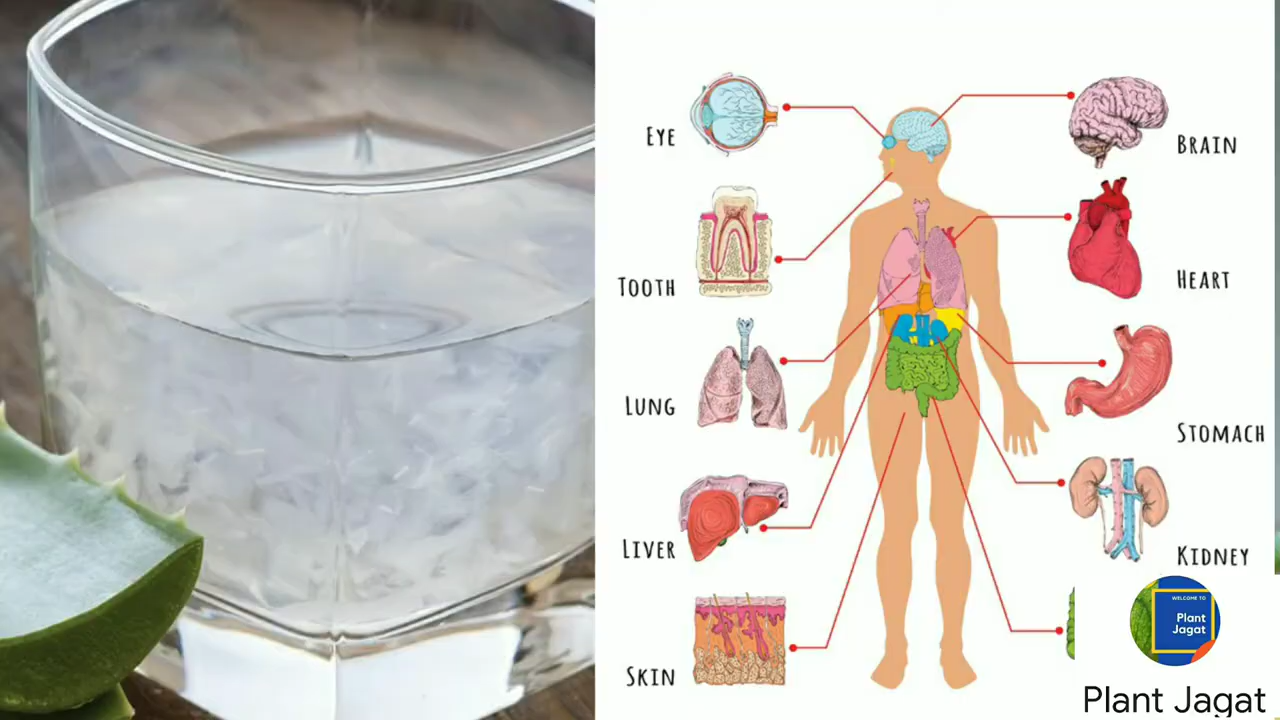 EYE
BRAIN
TOOTH
HEART
LUNG
STOMACH
LIVER
KIDNEY
SKIN
WELCOME TO
Plant
Jagat
Plant Jagat